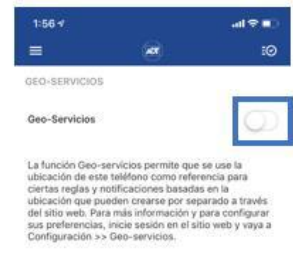 1:56
ADT
GEO-SERVICIOS
Geo-Servicios
La función Geo-servicios permite que se use la
ubicación de este teléfono como referencia para
ciertas reglas y notificaciones basadas en la
ubicación que pueden crearse por separado a través
del sitio web. Para más información y para configurar
sus preferencias, inicie sesión en el sitio web y vaya a
Configuración >> Geo-servicios.